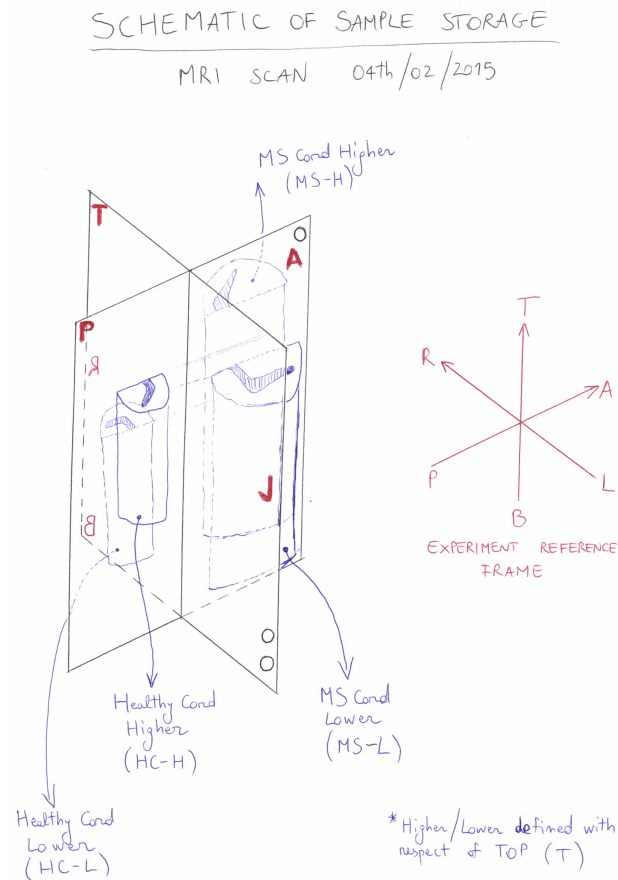 SCHEMATIC OF SAMPLE STORAGE
MRI SCAN 04th/02/2015
MS Cord Higher
(MS-H)
T
A
P
R
B
L
T
R
A
P
L
B
EXPERIMENT REFERENCE
FRAME
Healthy Cord
Higher
(HC-H)
MS Cord
Lower
(MS-L)
Healthy Cord
Lower
(HC-L)
* Higher/Lower defined with
respect of TOP (T)